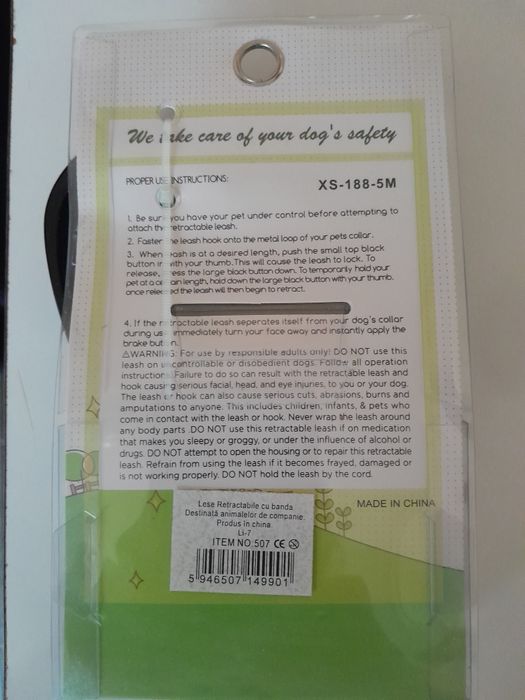 We take care of your dog's safety
PROPER USE INSTRUCTIONS:
XS-188-5M
1. Be sure you have your pet under control before attempting to
attach the retractable leash.
2. Fasten the leash hook onto the metal loop of your pets collar.
3. When leash is at a desired length, push the small top black
button in with your thumb. This will cause the leash to lock. To
release, press the large black button down. To temporarily hold your
pet at a certain length, hold down the large black button with your thumb.
once released the leash will then begin to retract.
4. If the retractable leash seperates itself from your dog's collar
during use immediately turn your face away and instantly apply the
brake button.
⚠WARNING: For use by responsible adults only! DO NOT use this
leash on uncontrollable or disobedient dogs. Follow all operation
instructions. Failure to do so can result with the retractable leash and
hook causing serious facial, head, and eye injuries, to you or your dog.
The leash or hook can also cause serious cuts, abrasions, burns and
amputations to anyone. This includes children, infants, & pets who
come in contact with the leash or hook. Never wrap the leash around
any body parts .DO NOT use this retractable leash if on medication
that makes you sleepy or groggy, or under the influence of alcohol or
drugs. DO NOT attempt to open the housing or to repair this retractable
leash. Refrain from using the leash if it becomes frayed, damaged or
is not working properly. DO NOT hold the leash by the cord.
MADE IN CHINA
Lese Retractabile cu banda
Destinată animalelor de companie.
Produs in china.
Li-7
ITEM NO:507 CE
5 946507 149901